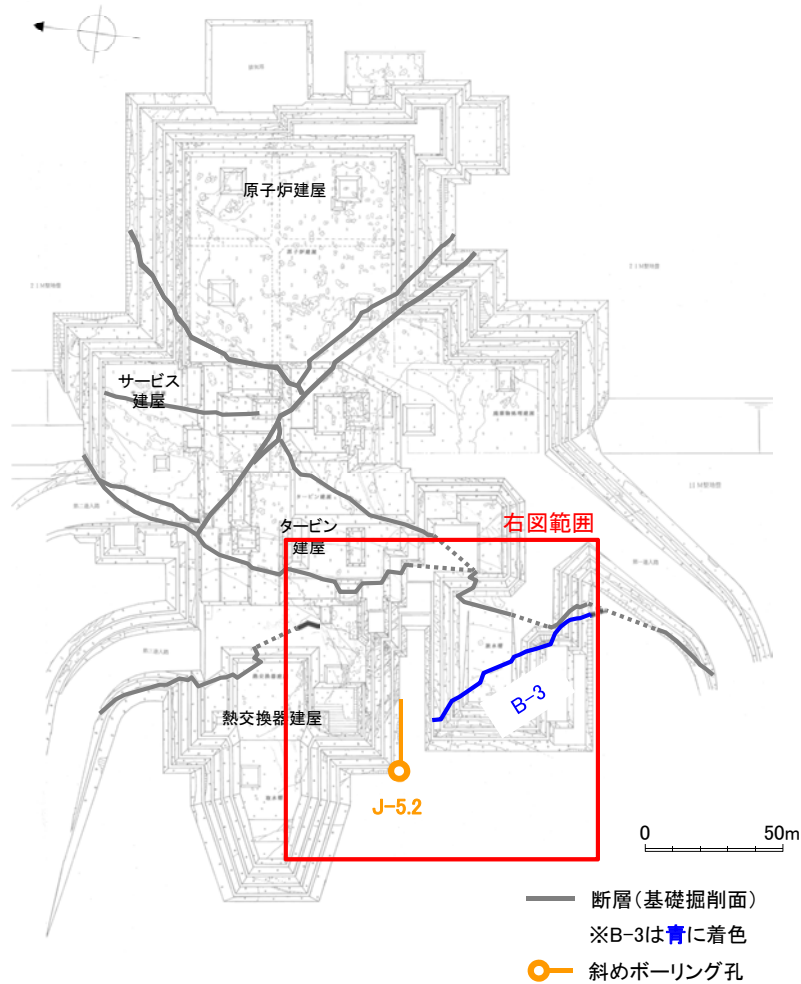 原子炉建屋
サービス
建屋
タービン
建屋
右図範囲
B-3
熱交換器建屋
J-5.2
0
50m
断層(基礎掘削面)
※B-3は青に着色
斜めボーリング孔